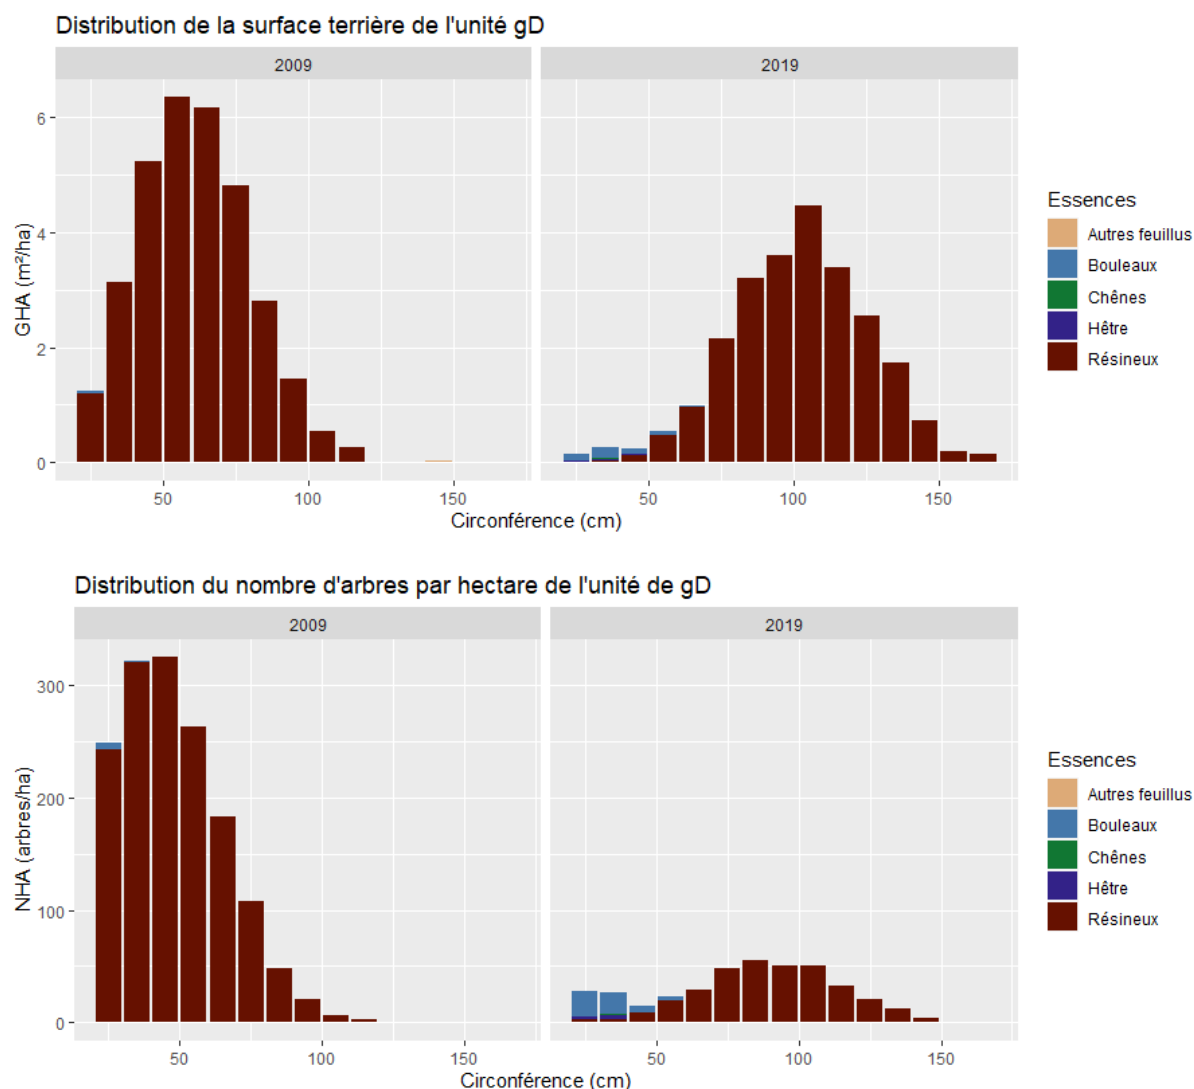 Distribution de la surface terrière de l'unité gD
2009
2019
6
4
2
0
GHA (m²/ha)
50
100
150
50
100
150
Circonférence (cm)
Essences
Autres feuillus
Bouleaux
Chênes
Hêtre
Résineux
Distribution du nombre d'arbres par hectare de l'unité de gD
2009
2019
300
200
100
0
NHA (arbres/ha)
50
100
150
50
100
150
Circonférence (cm)
Essences
Autres feuillus
Bouleaux
Chênes
Hêtre
Résineux